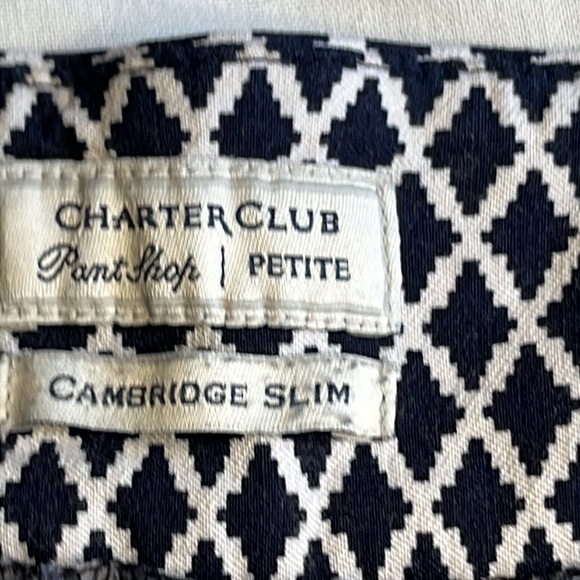 CHARTER CLUB
Pant Shop | PETITE
CAMBRIDGE SLIM